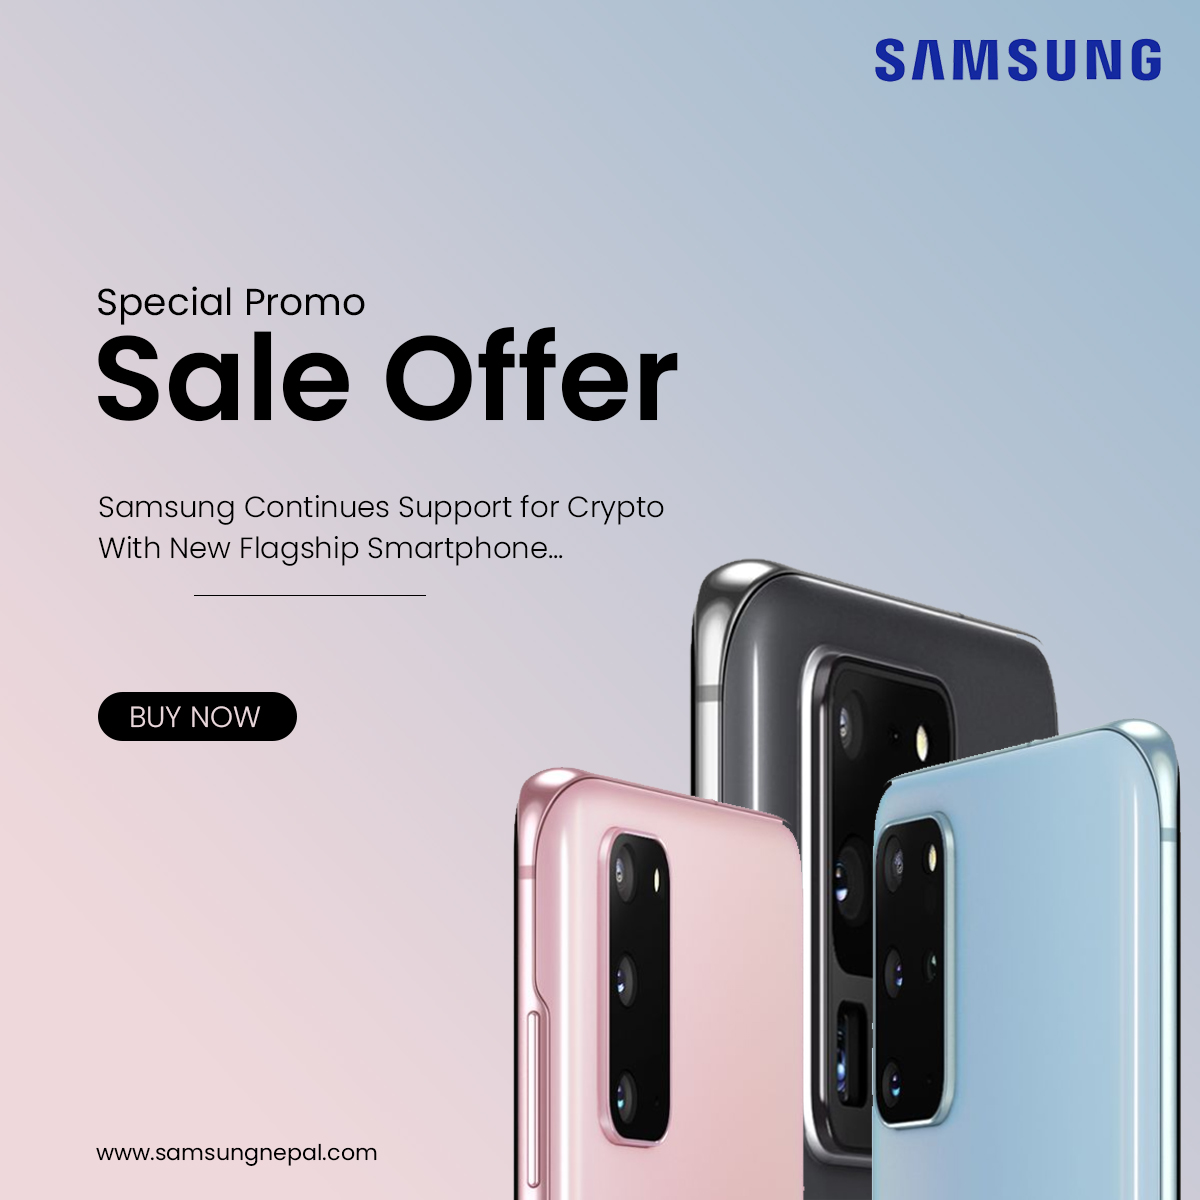 SAMSUNG
Special Promo
Sale Offer
Samsung Continues Support for Crypto
With New Flagship Smartphone...
BUY NOW
www.samsungnepal.com